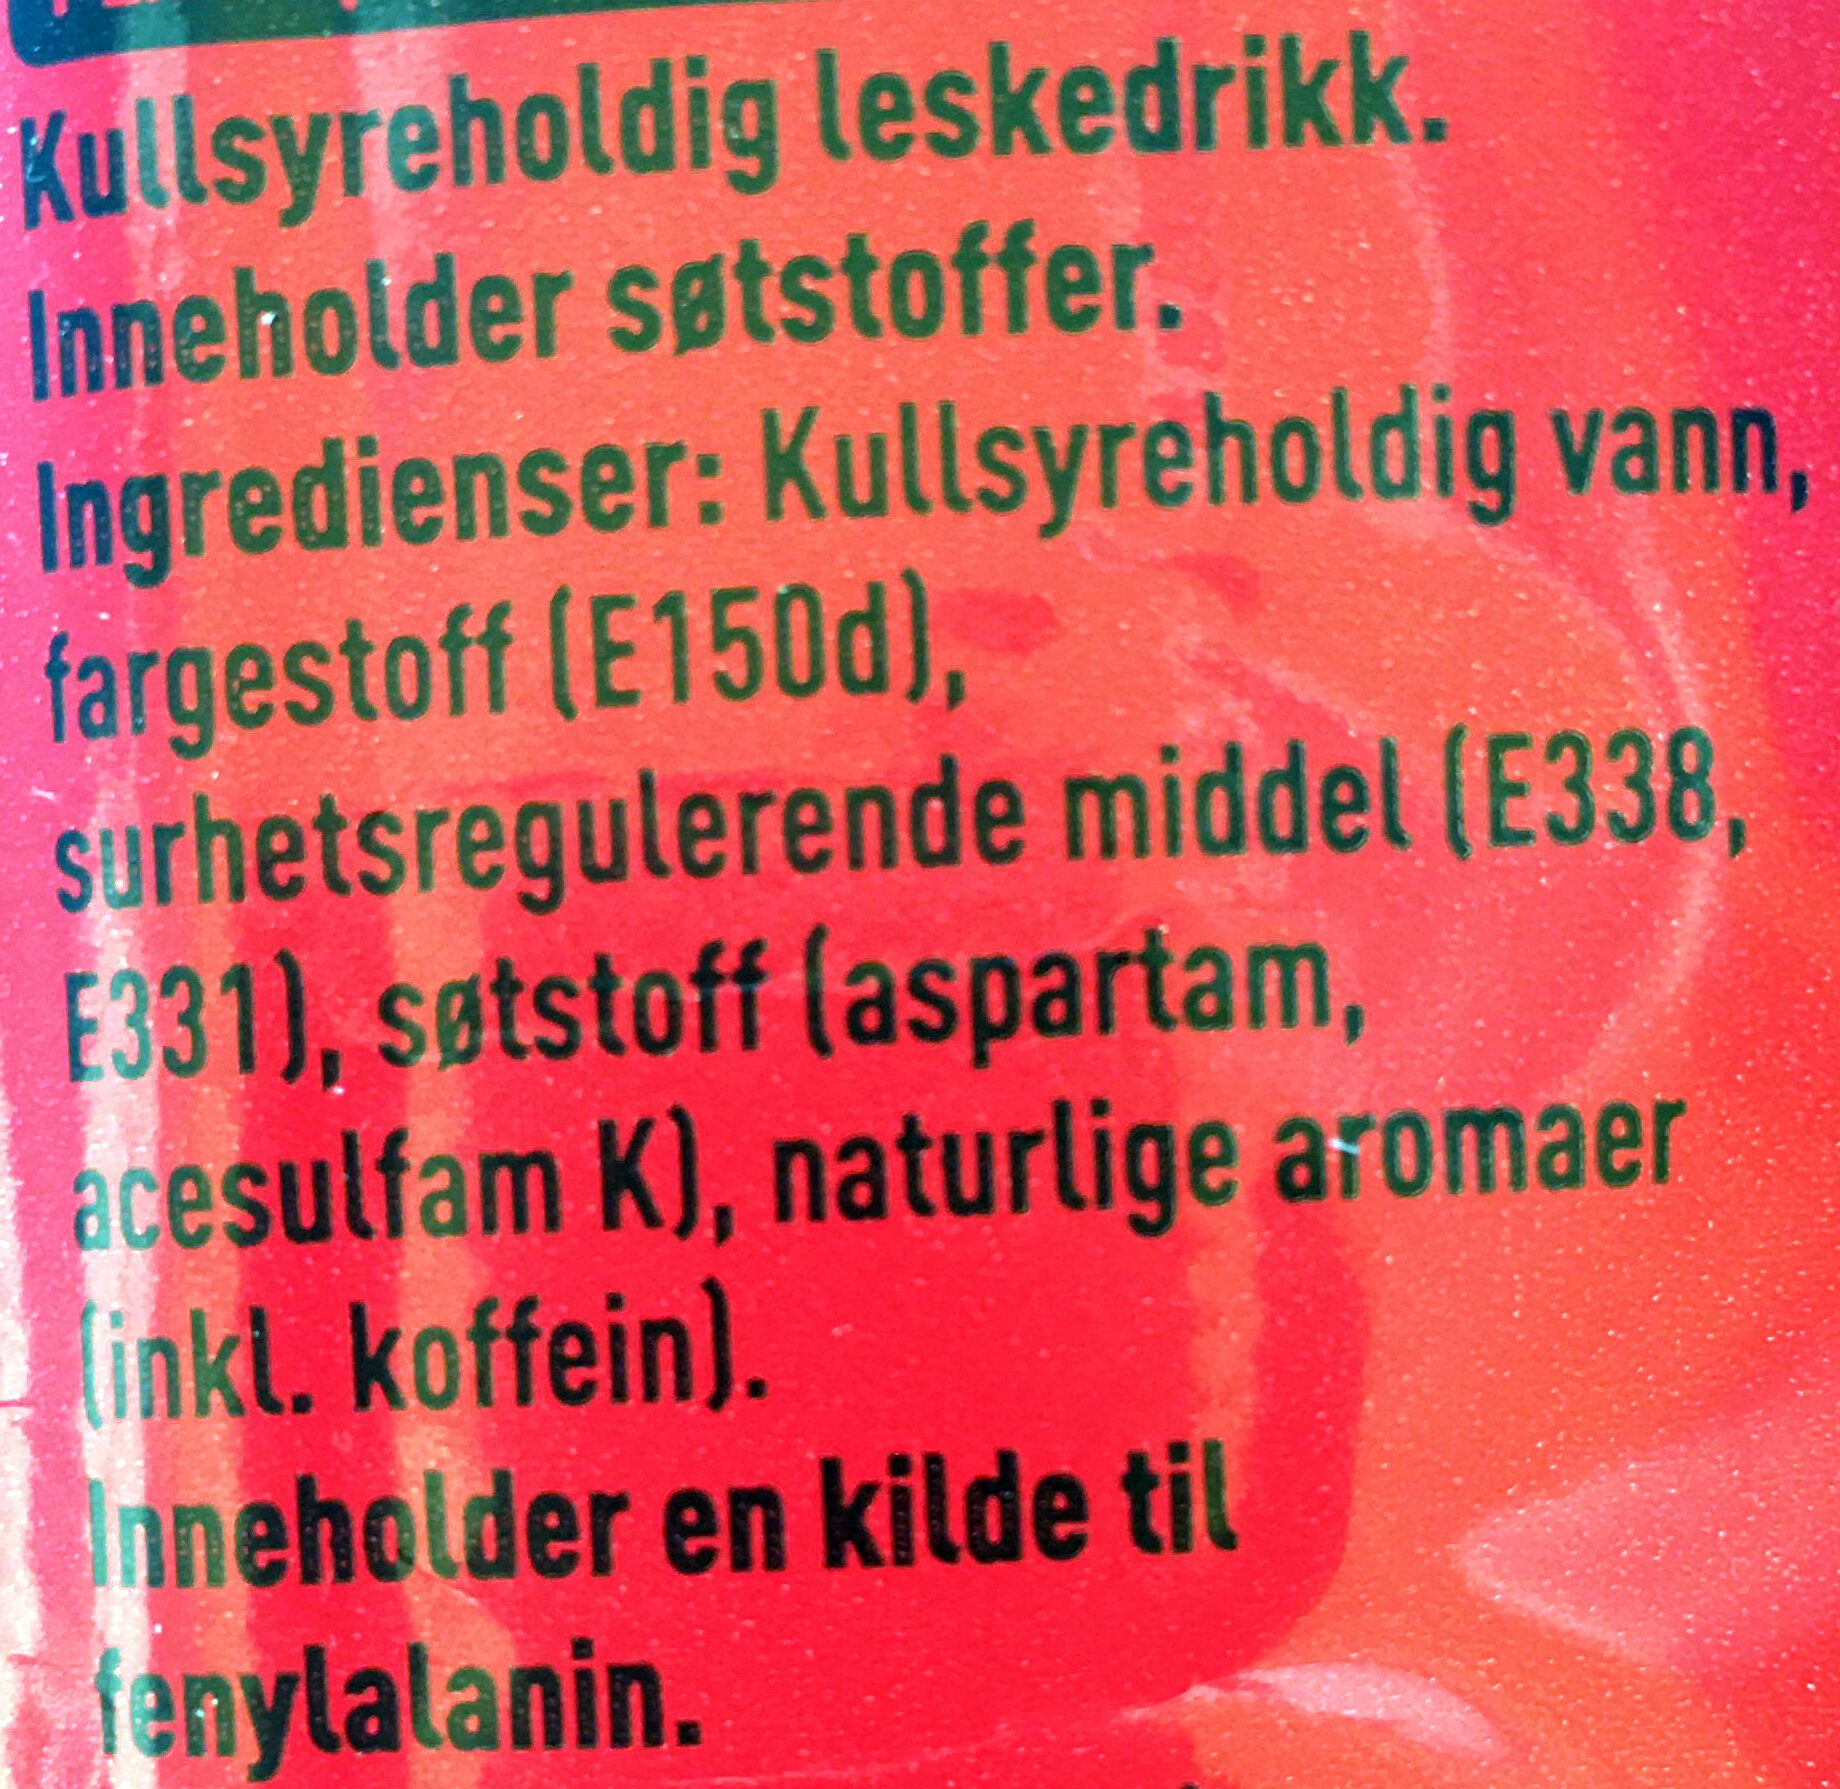 Kullsyreholdig leskedrikk.
Inneholder søtstoffer.
Ingredienser: Kullsyreholdig vann,
fargestoff (E150d),
surhetsregulerende middel (E338,
E331), søtstoff (aspartam,
acesulfam K), naturlige aromaer
(inkl. koffein).
Inneholder en kilde til
fenylalanin.